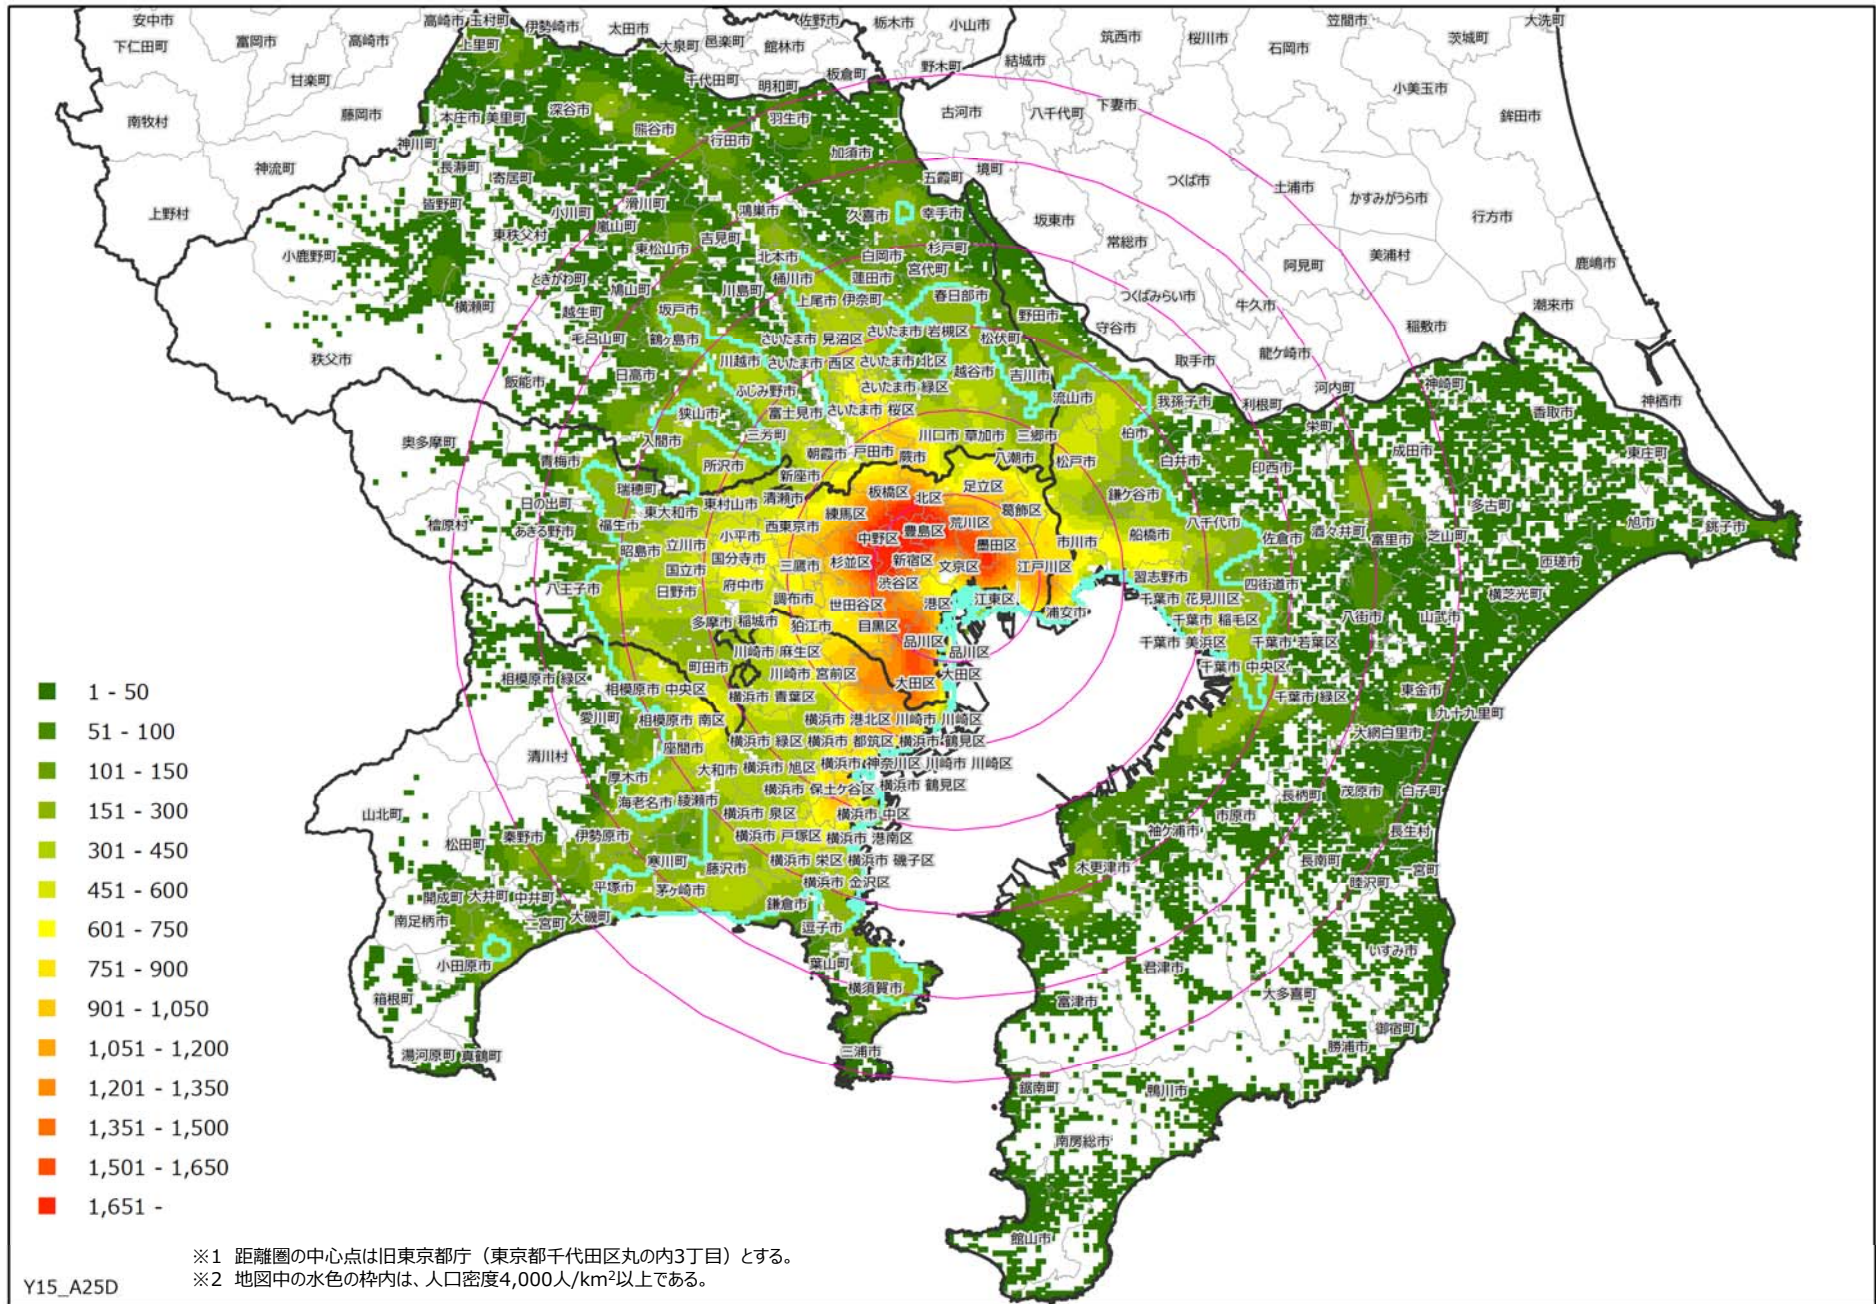 安中市
高崎市 玉村町
伊勢崎市
太田市
佐野市
栃木市
小山市
笠間市
大洗町
下仁田町
富岡市
高崎市
上里町
大泉町
邑楽町
館林市
筑西市
桜川市
石岡市
茨城町
甘楽町
千代田町
明和町
板倉町
野木町
結城市
小美玉市
南牧村
藤岡市
本庄市
美里町
深谷市
熊谷市
行田市
羽生市
古河市
八千代町
下妻市
鉾田市
神川町
神流町
長瀞町
寄居町
加須市
五霞町
境町
つくば市
土浦市
かすみがうら市
上野村
皆野町
小川町
滑川町
鴻巣市
久喜市
幸手市
坂東市
行方市
東秩父村
嵐山町
小鹿野町
東松山市
吉見町
北本市
白岡市
杉戸町
常総市
美浦村
鹿嶋市
ときがわ町
鳩山町
川島町
桶川市
蓮田市
宮代町
阿見町
横瀬町
越生町
坂戸市
上尾市
伊奈町
春日部市
野田市
つくばみらい市
牛久市
潮来市
毛呂山町
鶴ヶ島市
さいたま市 見沼区
さいたま市 岩槻区
松伏町
守谷市
稲敷市
秩父市
飯能市
日高市
川越市
さいたま市 西区
さいたま市 北区
越谷市
吉川市
取手市
龍ケ崎市
ふじみ野市
さいたま市 緑区
流山市
我孫子市
利根町
河内町
神崎町
神栖市
狭山市
富士見市
さいたま市 桜区
栄町
香取市
奥多摩町
入間市
三芳町
川口市
草加市
三郷市
柏市
青梅市
所沢市
朝霞市
戸田市
蕨市
八潮市
松戸市
白井市
印西市
成田市
東庄町
新座市
瑞穂町
板橋区
北区
足立区
鎌ケ谷市
日の出町
東大和市
東村山市
清瀬市
練馬区
葛飾区
多古町
檜原村
あきる野市
福生市
西東京市
豊島区
荒川区
船橋市
八千代市
佐倉市
酒々井町
富里市
芝山町
旭市
銚子市
昭島市
立川市
小平市
中野区
墨田区
市川市
国立市
国分寺市
三鷹市
杉並区
新宿区
文京区
江戸川区
匝瑳市
八王子市
日野市
府中市
渋谷区
習志野市
四街道市
横芝光町
調布市
世田谷区
港区
江東区
浦安市
千葉市 花見川区
八街市
山武市
多摩市
稲城市
狛江市
目黒区
千葉市 稲毛区
品川区
千葉市 美浜区
千葉市 若葉区
川崎市 麻生区
品川区
町田市
川崎市 宮前区
大田区
千葉市 中央区
相模原市 緑区
相模原市 中央区
横浜市 青葉区
大田区
千葉市 緑区
東金市
愛川町
相模原市 南区
横浜市 港北区
川崎市 川崎区
九十九里町
座間市
横浜市 緑区
横浜市 都筑区
横浜市 鶴見区
大網白里市
清川村
厚木市
大和市
横浜市 旭区
横浜市 神奈川区
川崎市 川崎区
海老名市
綾瀬市
横浜市 保土ケ谷区
横浜市 鶴見区
長柄町
茂原市
白子町
山北町
横浜市 泉区
横浜市 中区
市原市
松田町
秦野市
伊勢原市
横浜市 戸塚区
横浜市 港南区
袖ケ浦市
長生村
寒川町
藤沢市
横浜市 栄区
横浜市 磯子区
木更津市
長南町
一宮町
開成町
大井町
中井町
平塚市
茅ヶ崎市
横浜市 金沢区
睦沢町
南足柄市
二宮町
大磯町
鎌倉市
逗子市
小田原市
葉山町
横須賀市
君津市
いすみ市
箱根町
富津市
大多喜町
湯河原町
真鶴町
三浦市
御宿町
勝浦市
鋸南町
鴨川市
南房総市
館山市
1 - 50
51 - 100
101 - 150
151 - 300
301 - 450
451 - 600
601 - 750
751 - 900
901 - 1,050
1,051 - 1,200
1,201 - 1,350
1,351 - 1,500
1,501 - 1,650
1,651 -
※1 距離圏の中心点は旧東京都庁（東京都千代田区丸の内3丁目）とする。
※2 地図中の水色の枠内は、人口密度4,000人/km²以上である。
Y15_A25D